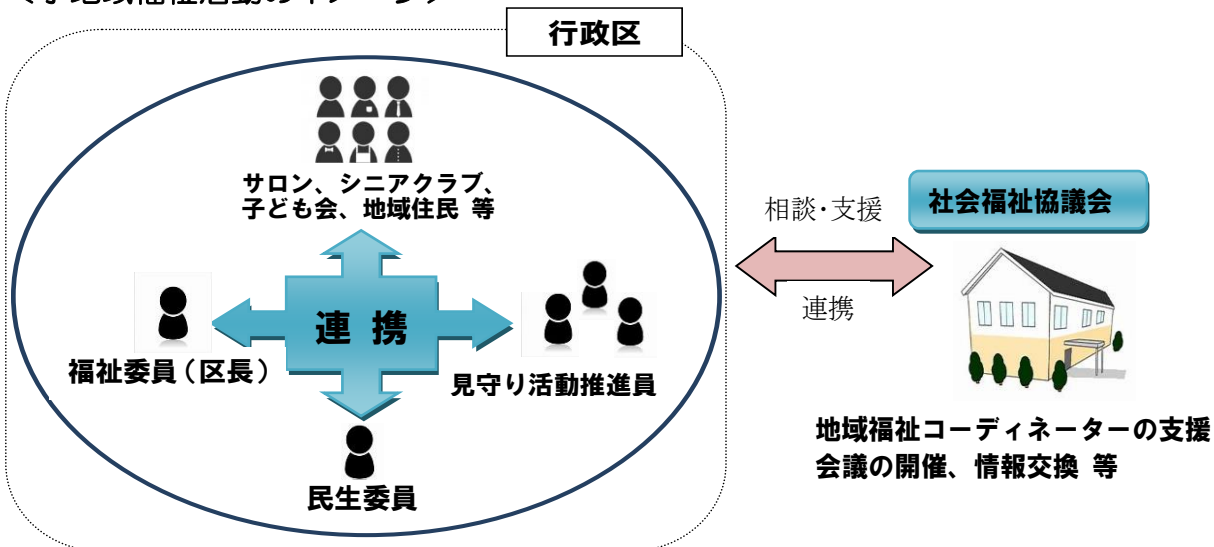 行政区
サロン、シニアクラブ、
子ども会、地域住民 等
連 携
福祉委員（区長）
見守り活動推進員
民生委員
相談・支援
連携
社会福祉協議会
地域福祉コーディネーターの支援
会議の開催、情報交換 等